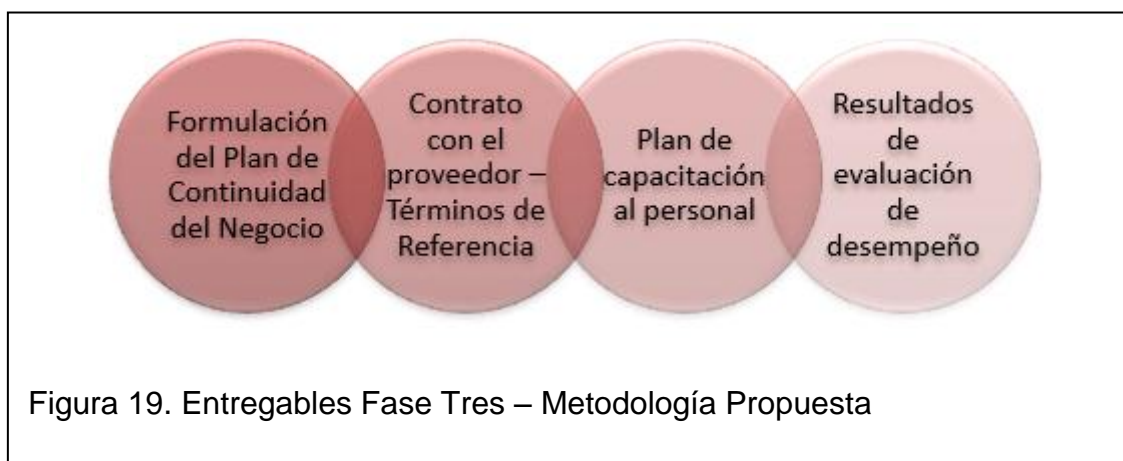 Formulación
del Plan de
Continuidad
del Negocio
Contrato
con el
proveedor –
Términos de
Referencia
Plan de
capacitación
al personal
Resultados
de
evaluación
de
desempeño
Figura 19. Entregables Fase Tres – Metodología Propuesta